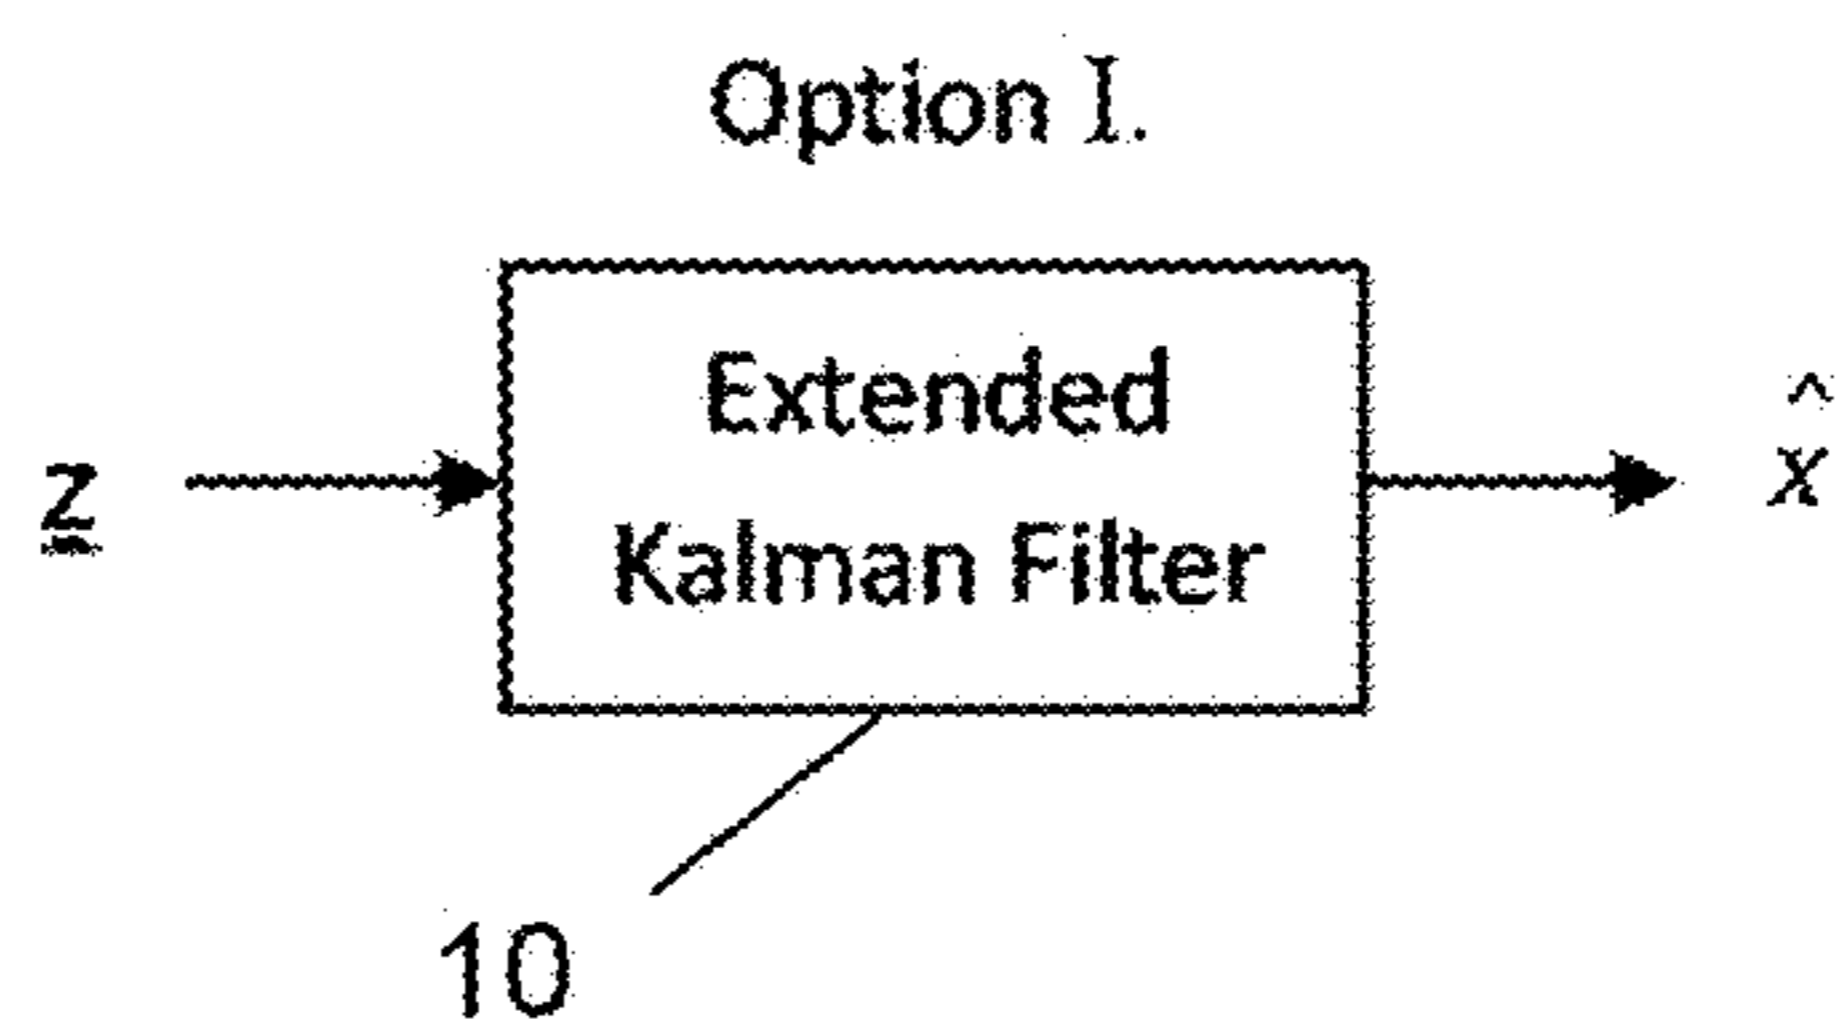 Option I.
Extended
Kalman Filter
z
x̂
10